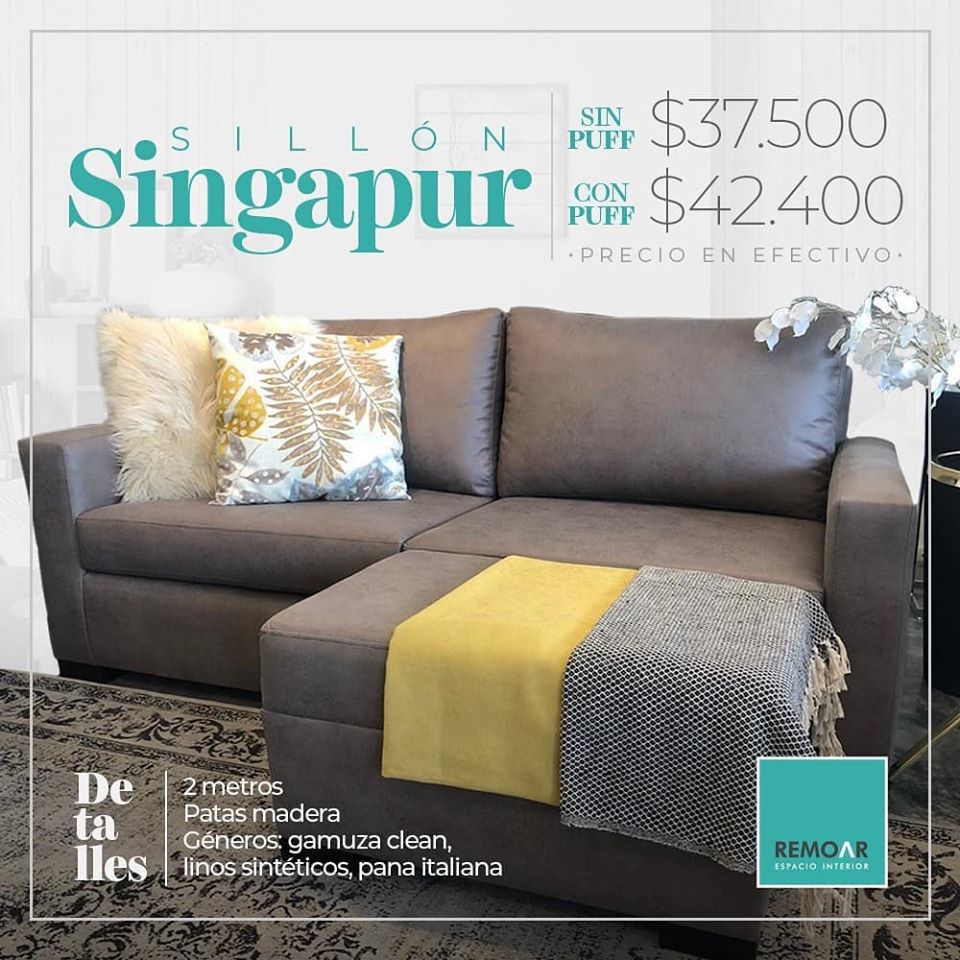 SILLÓN
Singapur
SIN
PUFF
$37.500
CON
PUFF
$42.400
·PRECIO EN EFECTIVO·
De
ta
lles
2 metros
Patas madera
Géneros: gamuza clean,
linos sintéticos, pana italiana
REMOAR
ESPACIO INTERIOR